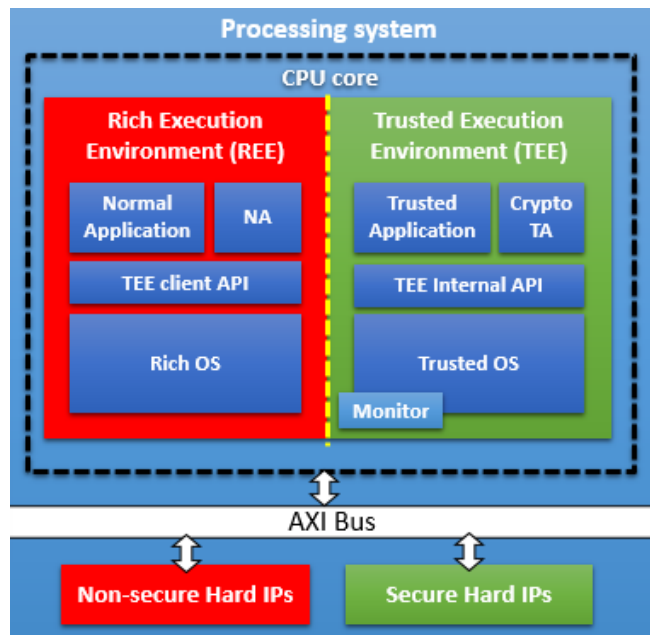 Processing system
CPU core
Rich Execution
Environment (REE)
Trusted Execution
Environment (TEE)
Normal
Application
NA
Trusted
Application
Crypto
TA
TEE client API
TEE Internal API
Rich OS
Trusted OS
Monitor
AXI Bus
Non-secure Hard IPs
Secure Hard IPs